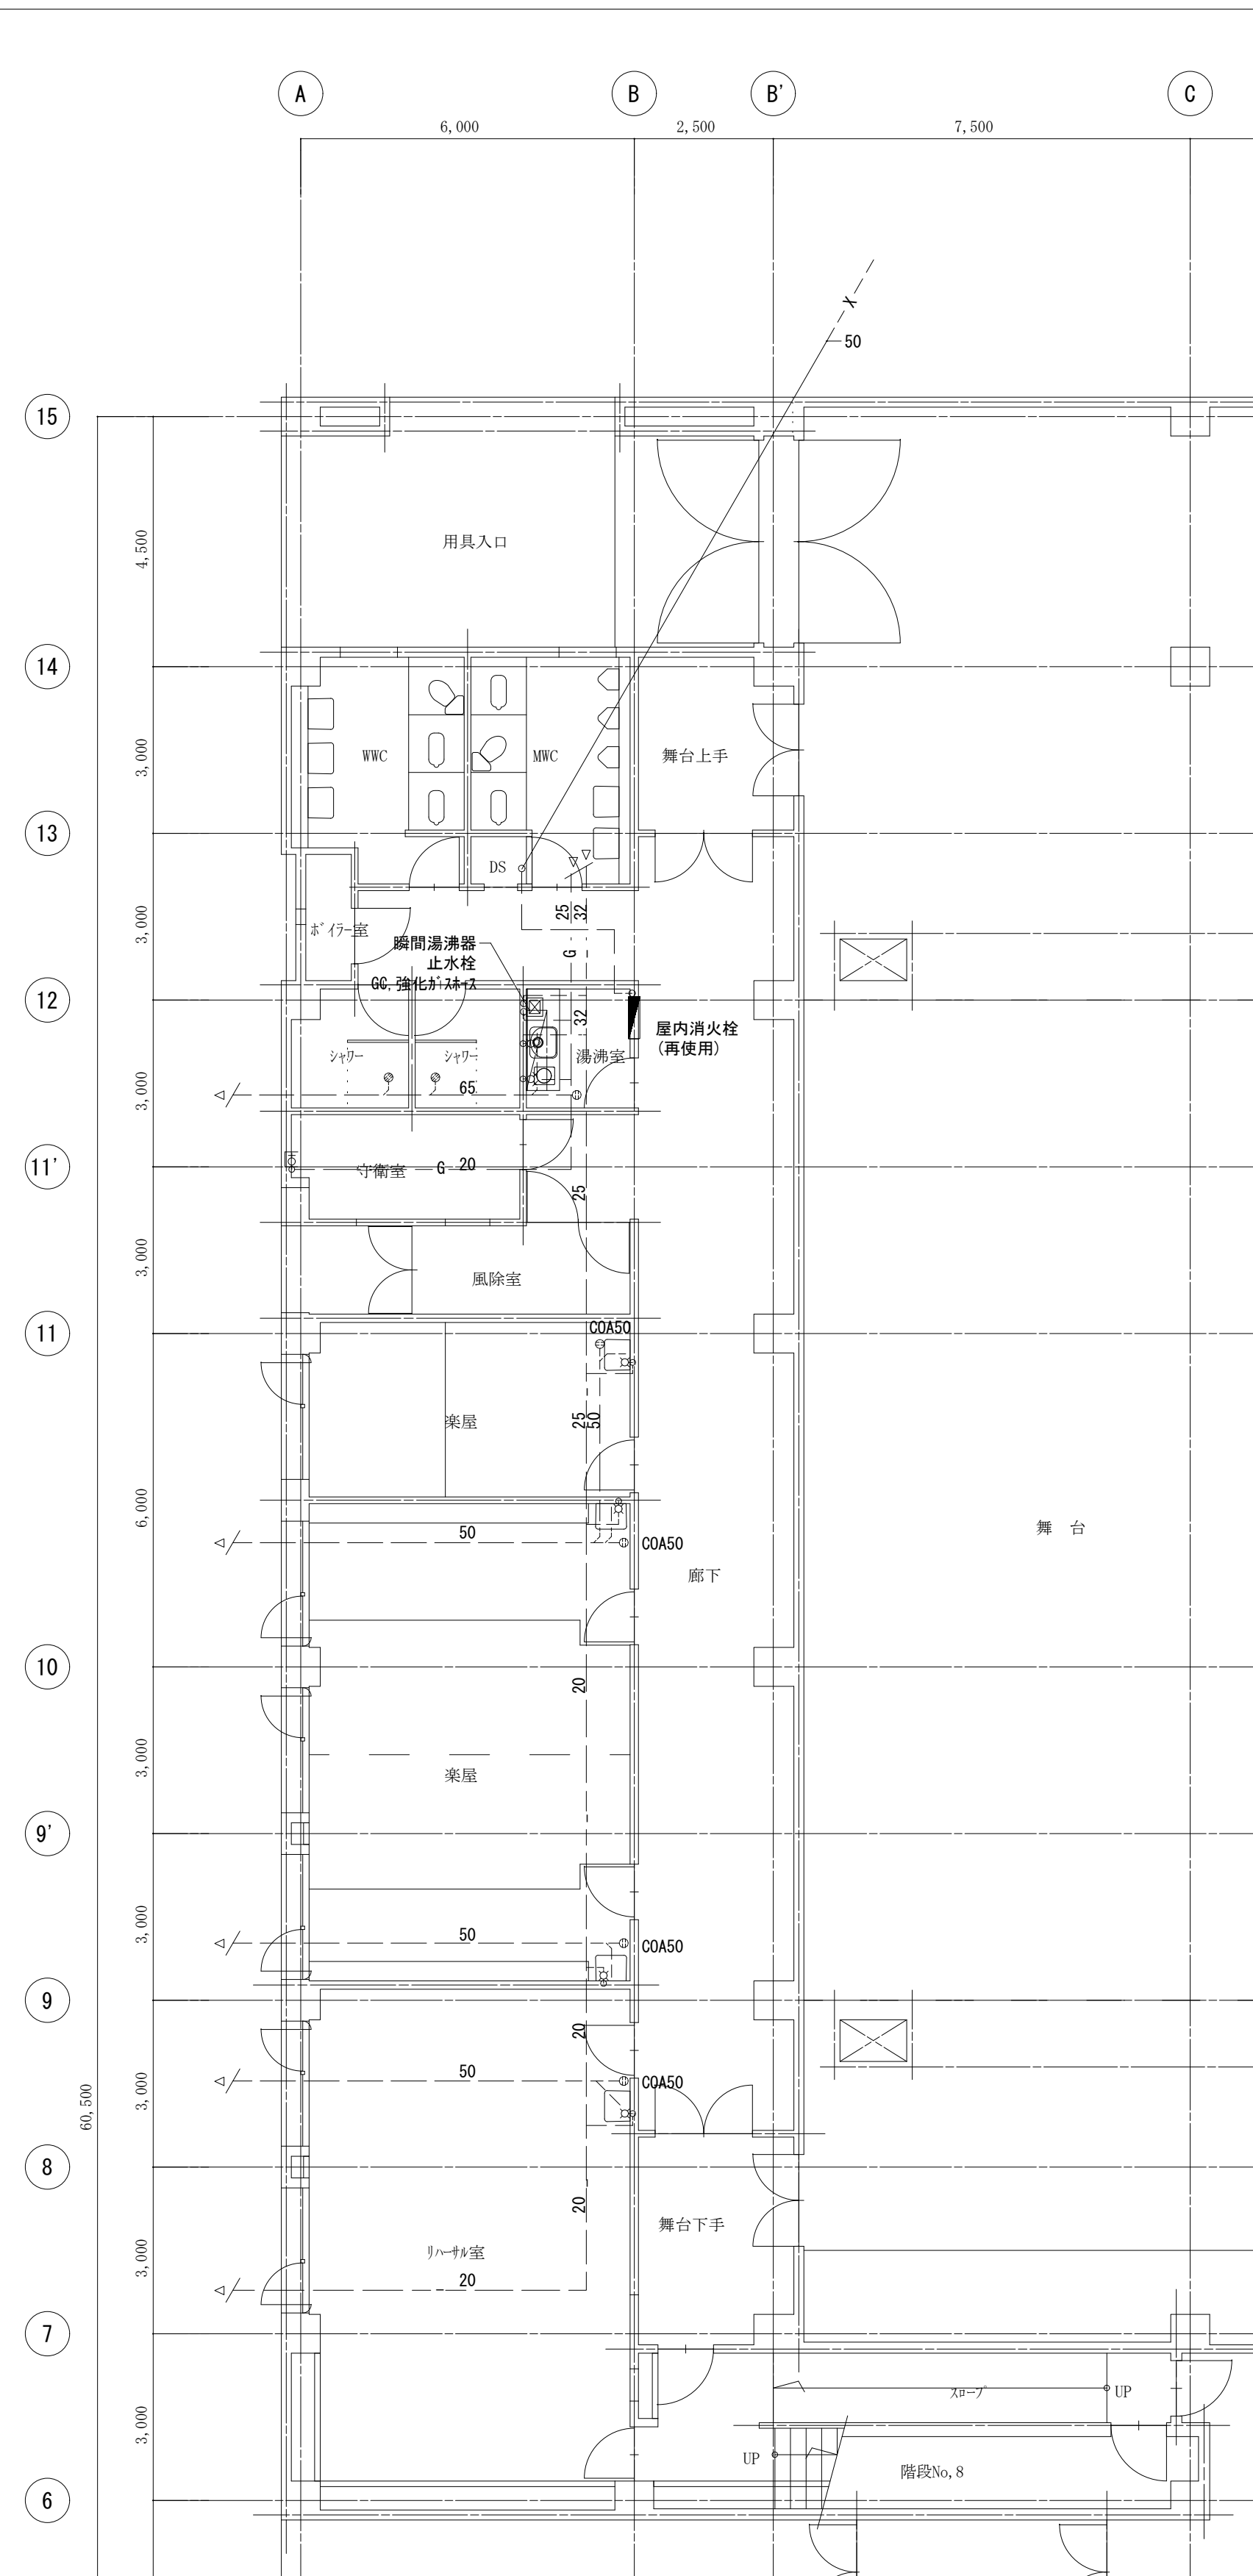 A
B
B'
C
6,000
2,500
7,500
X
50
15
4,500
用具入口
14
3,000
WWC
MWC
舞台上手
13
DS
3,000
25
32
ボイラー室
瞬間湯沸器
止水栓
GC,強化ガスホース
G
12
32
屋内消火栓
(再使用)
湯沸室
シャワー
シャワー
3,000
65
11'
守衛室
G
20
25
3,000
風除室
11
COA50
25
50
楽屋
6,000
50
COA50
舞 台
廊下
10
20
3,000
楽屋
9'
3,000
50
COA50
9
20
60,500
3,000
50
COA50
8
20
舞台下手
3,000
リハーサル室
20
7
スロープ
UP
3,000
UP
階段No,8
6